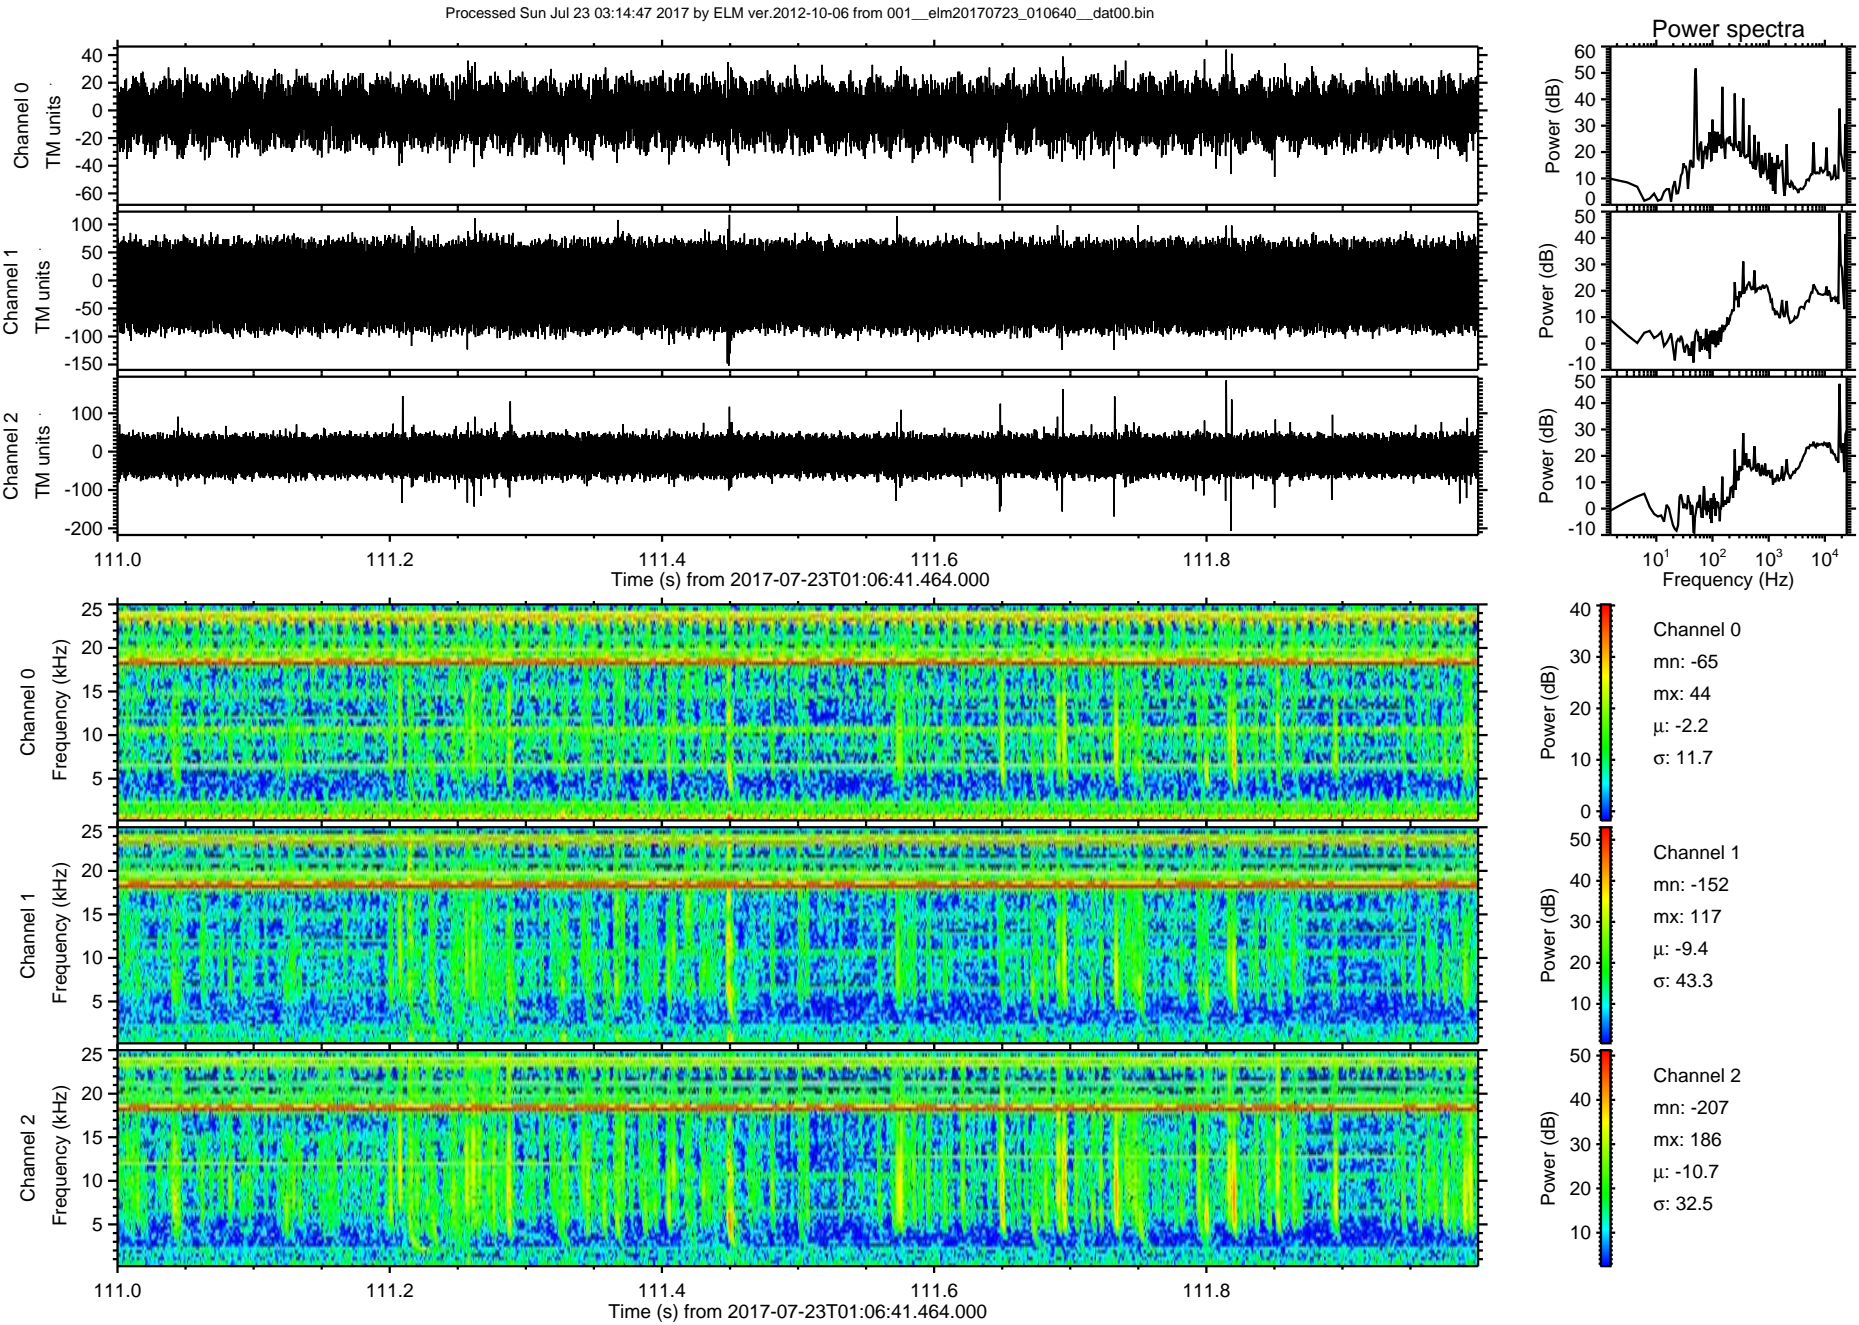 Processed Sun Jul 23 03:14:47 2017 by ELM ver.2012-10-06 from 001__elm20170723_010640__dat00.bin
Power spectra
Channel 0
TM units
40
20
0
-20
-40
-60
Power (dB)
60
50
40
30
20
10
0
Channel 1
TM units
100
50
0
-50
-100
-150
Power (dB)
50
40
30
20
10
0
-10
Channel 2
TM units
100
0
-100
-200
Power (dB)
50
40
30
20
10
0
-10
111.0 111.2 111.4 111.6 111.8
Time (s) from 2017-07-23T01:06:41.464.000
10¹ 10² 10³ 10⁴
Frequency (Hz)
Channel 0
Frequency (kHz)
25
20
15
10
5
Power (dB)
40
30
20
10
0
Channel 0
mn: -65
mx: 44
μ: -2.2
σ: 11.7
Channel 1
Frequency (kHz)
25
20
15
10
5
Power (dB)
50
40
30
20
10
Channel 1
mn: -152
mx: 117
μ: -9.4
σ: 43.3
Channel 2
Frequency (kHz)
25
20
15
10
5
Power (dB)
50
40
30
20
10
Channel 2
mn: -207
mx: 186
μ: -10.7
σ: 32.5
111.0 111.2 111.4 111.6 111.8
Time (s) from 2017-07-23T01:06:41.464.000